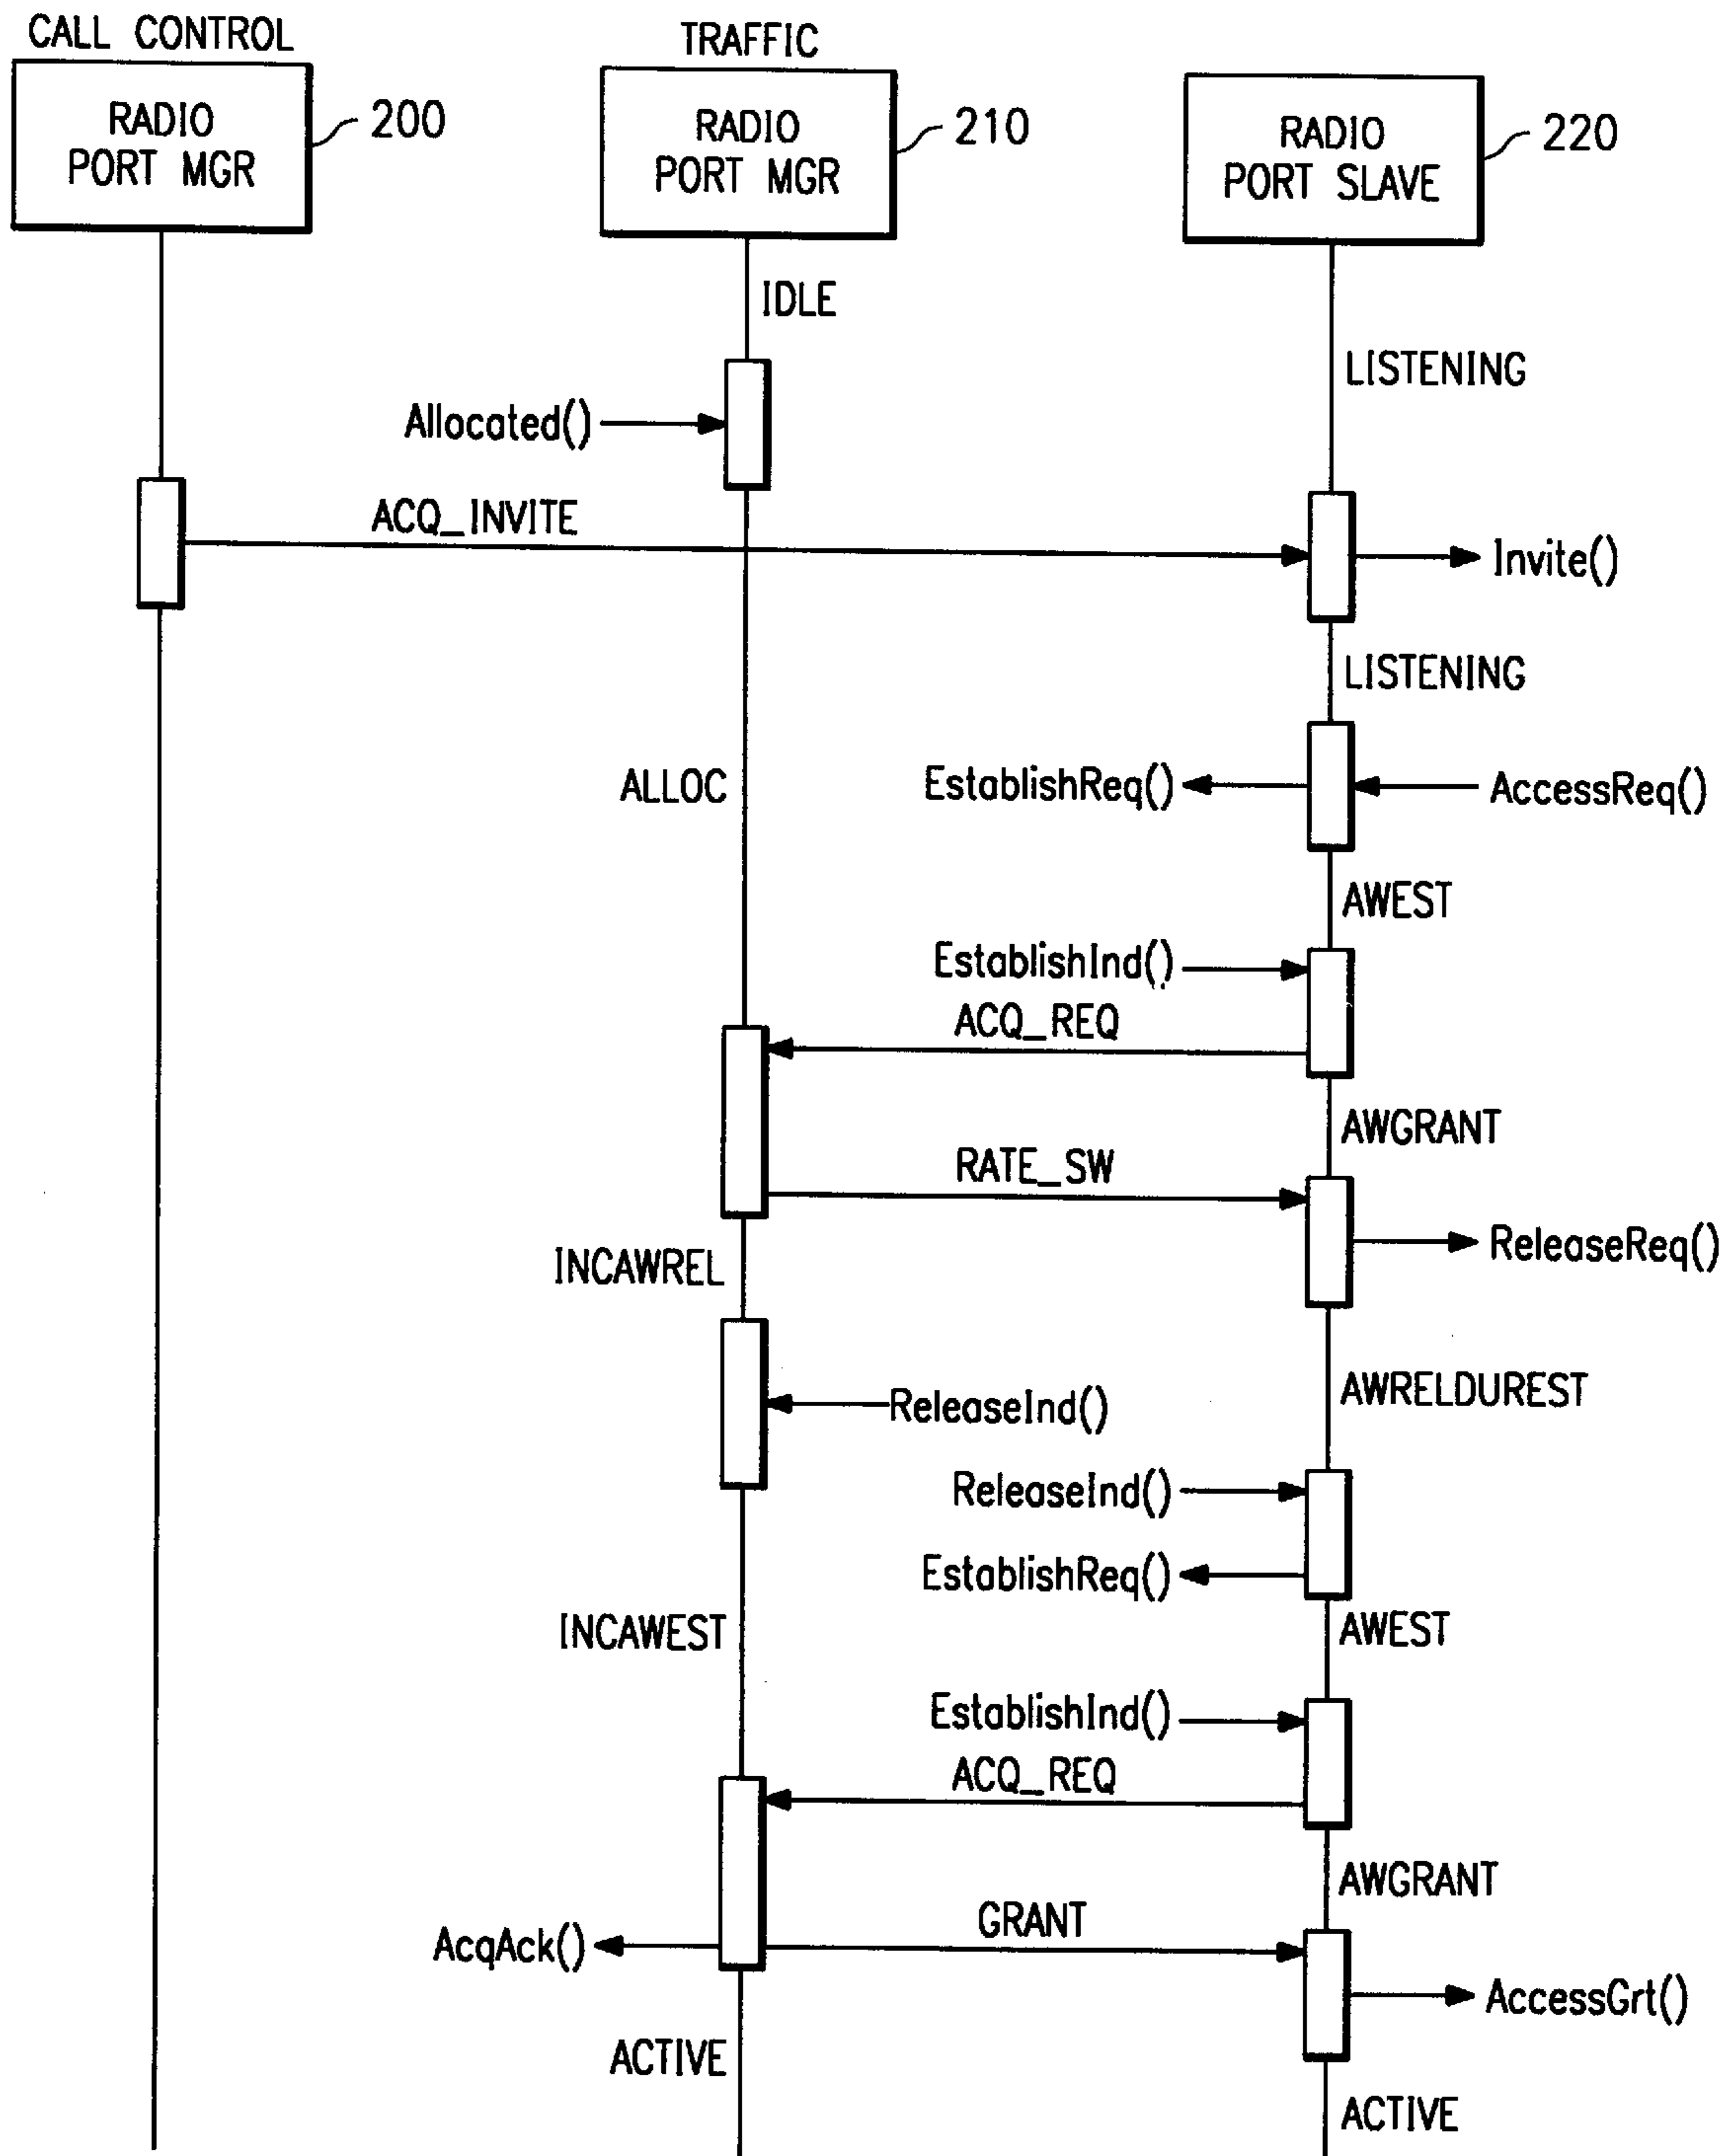 CALL CONTROL
RADIO
PORT MGR
200
TRAFFIC
RADIO
PORT MGR
210
RADIO
PORT SLAVE
220
IDLE
LISTENING
Allocated()
ACQ_INVITE
Invite()
LISTENING
ALLOC
EstablishReq()
AccessReq()
AWEST
EstablishInd()
ACQ_REQ
AWGRANT
RATE_SW
ReleaseReq()
INCAWREL
AWRELDUREST
ReleaseInd()
ReleaseInd()
EstablishReq()
INCAWEST
AWEST
EstablishInd()
ACQ_REQ
AWGRANT
GRANT
AcqAck()
AccessGrt()
ACTIVE
ACTIVE